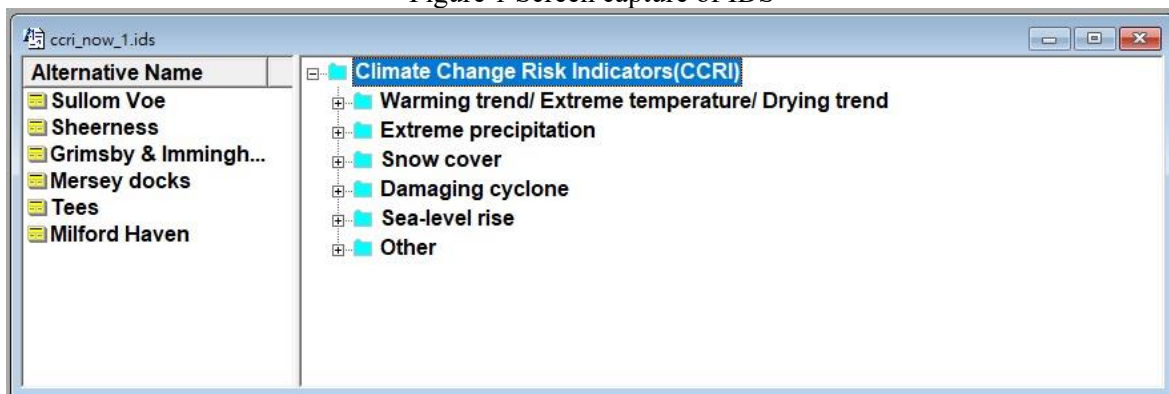 Figure 1 Screen capture of IDS
ccri_now_1.ids
Alternative Name
Sullom Voe
Sheerness
Grimsby & Immingh...
Mersey docks
Tees
Milford Haven
Climate Change Risk Indicators(CCRI)
Warming trend/ Extreme temperature/ Drying trend
Extreme precipitation
Snow cover
Damaging cyclone
Sea-level rise
Other